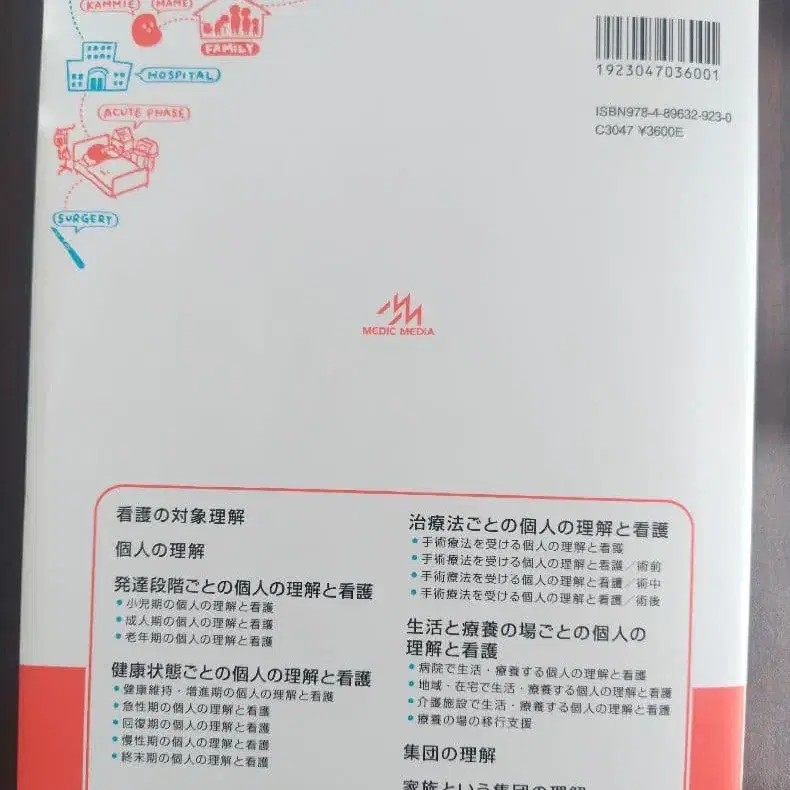 KAMMIE
MAME
FAMILY
HOSPITAL
ACUTE PHASE
SURGERY
1923047036001
ISBN978-4-89632-923-0
C3047 ¥3600E
MEDIC MEDIA
看護の対象理解
個人の理解
発達段階ごとの個人の理解と看護
・小児期の個人の理解と看護
・成人期の個人の理解と看護
・老年期の個人の理解と看護
健康状態ごとの個人の理解と看護
・健康維持・増進期の個人の理解と看護
・急性期の個人の理解と看護
・回復期の個人の理解と看護
・慢性期の個人の理解と看護
・終末期の個人の理解と看護
治療法ごとの個人の理解と看護
・手術療法を受ける個人の理解と看護
・手術療法を受ける個人の理解と看護／術前
・手術療法を受ける個人の理解と看護／術中
・手術療法を受ける個人の理解と看護／術後
生活と療養の場ごとの個人の
理解と看護
・病院で生活・療養する個人の理解と看護
・地域・在宅で生活・療養する個人の理解と看護
・介護施設で生活・療養する個人の理解と看護
・療養の場の移行支援
集団の理解
家族という集団の理解